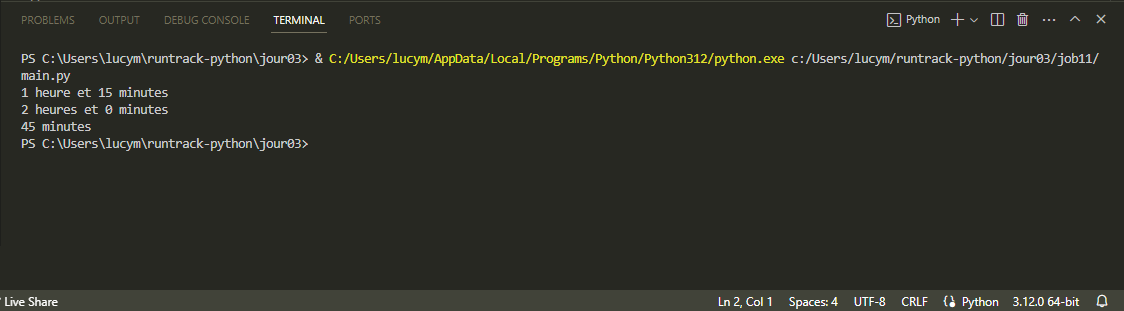 PROBLEMS OUTPUT DEBUG CONSOLE TERMINAL PORTS Python
PS C:\Users\lucym\runtrack-python\jour03> & C:/Users/lucym/AppData/Local/Programs/Python/Python312/python.exe c:/Users/lucym/runtrack-python/jour03/job11/
main.py
1 heure et 15 minutes
2 heures et 0 minutes
45 minutes
PS C:\Users\lucym\runtrack-python\jour03>
Live Share Ln 2, Col 1 Spaces: 4 UTF-8 CRLF Python 3.12.0 64-bit